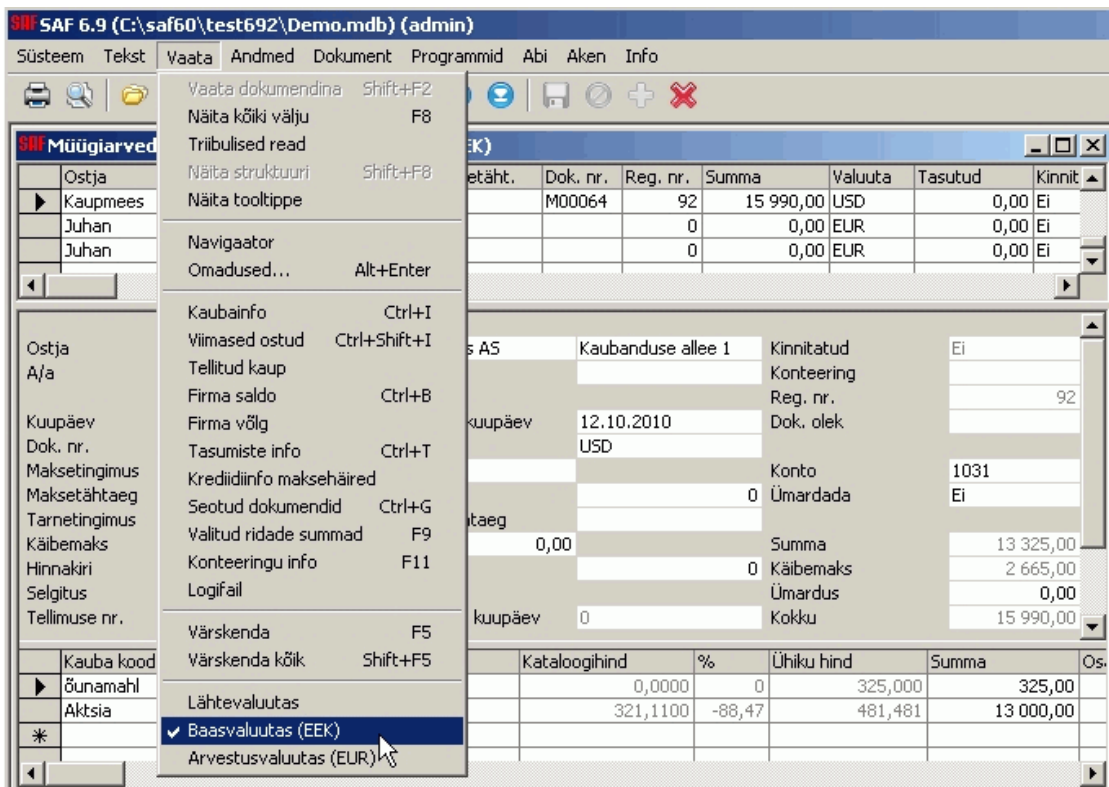 SAF SAF 6.9 (C:\saf60\test692\Demo.mdb) (admin)
Süsteem Tekst Vaata Andmed Dokument Programmid Abi Aken Info
Vaata dokumendina Shift+F2
Näita kõiki välju F8
Triibulised read
Näita struktuuri Shift+F8
Näita tooltippe
Navigaator
Omadused... Alt+Enter
Kaubainfo Ctrl+I
Viimased ostud Ctrl+Shift+I
Tellitud kaup
Firma saldo Ctrl+B
Firma võlg
Tasumiste info Ctrl+T
Krediidiinfo maksehäired
Seotud dokumendid Ctrl+G
Valitud ridade summad F9
Konteeringu info F11
Logifail
Värskenda F5
Värskenda kõik Shift+F5
Lähtevaluutas
Baasvaluutas (EEK)
Arvestusvaluutas (EUR)
SAF Müügiarved EK)
Ostja etäht. Dok. nr. Reg. nr. Summa Valuuta Tasutud Kinnit
Kaupmees M00064 92 15 990,00 USD 0,00 Ei
Juhan 0 0,00 EUR 0,00 Ei
Juhan 0 0,00 EUR 0,00 Ei
Ostja s AS Kaubanduse allee 1 Kinnitatud Ei
A/a Konteering
Reg. nr. 92
Kuupäev kuupäev 12.10.2010 Dok. olek
Dok. nr. USD
Maksetingimus Konto 1031
Maksetähtaeg 0 Ümardada Ei
Tarnetingimus taeg
Käibemaks 0,00 Summa 13 325,00
Hinnakiri 0 Käibemaks 2 665,00
Selgitus Ümardus 0,00
Tellimuse nr. kuupäev 0 Kokku 15 990,00
Kauba kood Kataloogihind % Ühiku hind Summa Os
õunamahl 0,0000 0 325,000 325,00
Aktsia 321,1100 -88,47 481,481 13 000,00